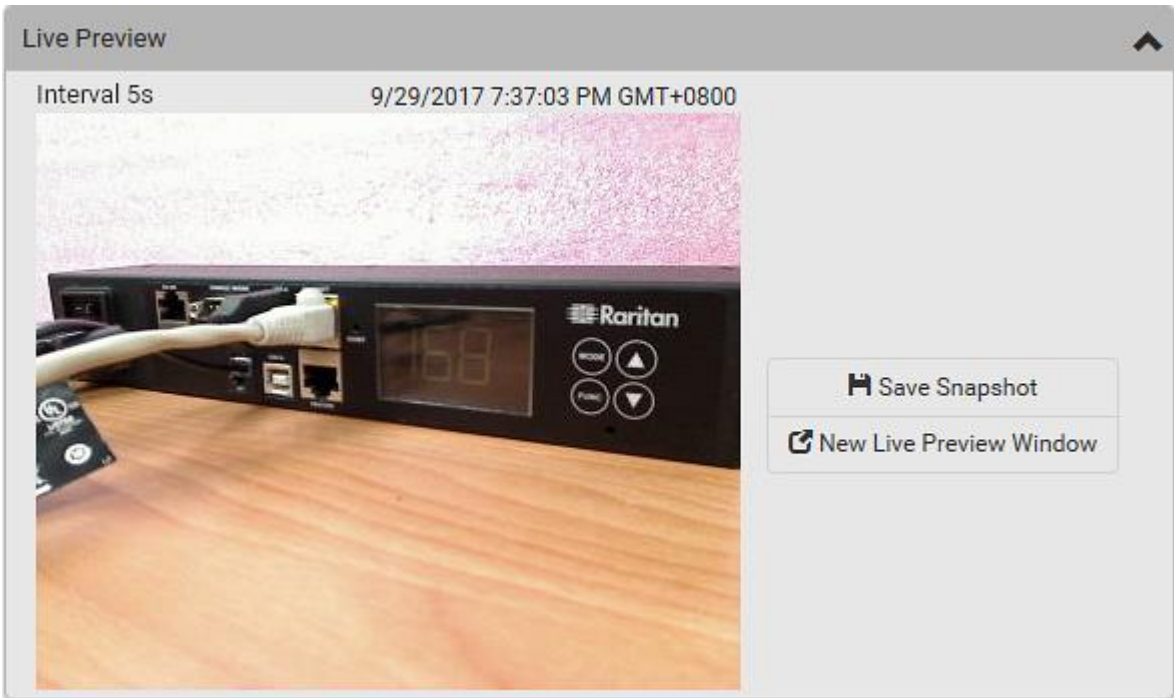 Live Preview
Interval 5s
9/29/2017 7:37:03 PM GMT+0800
Raritan
MODE
FUNC
Save Snapshot
New Live Preview Window